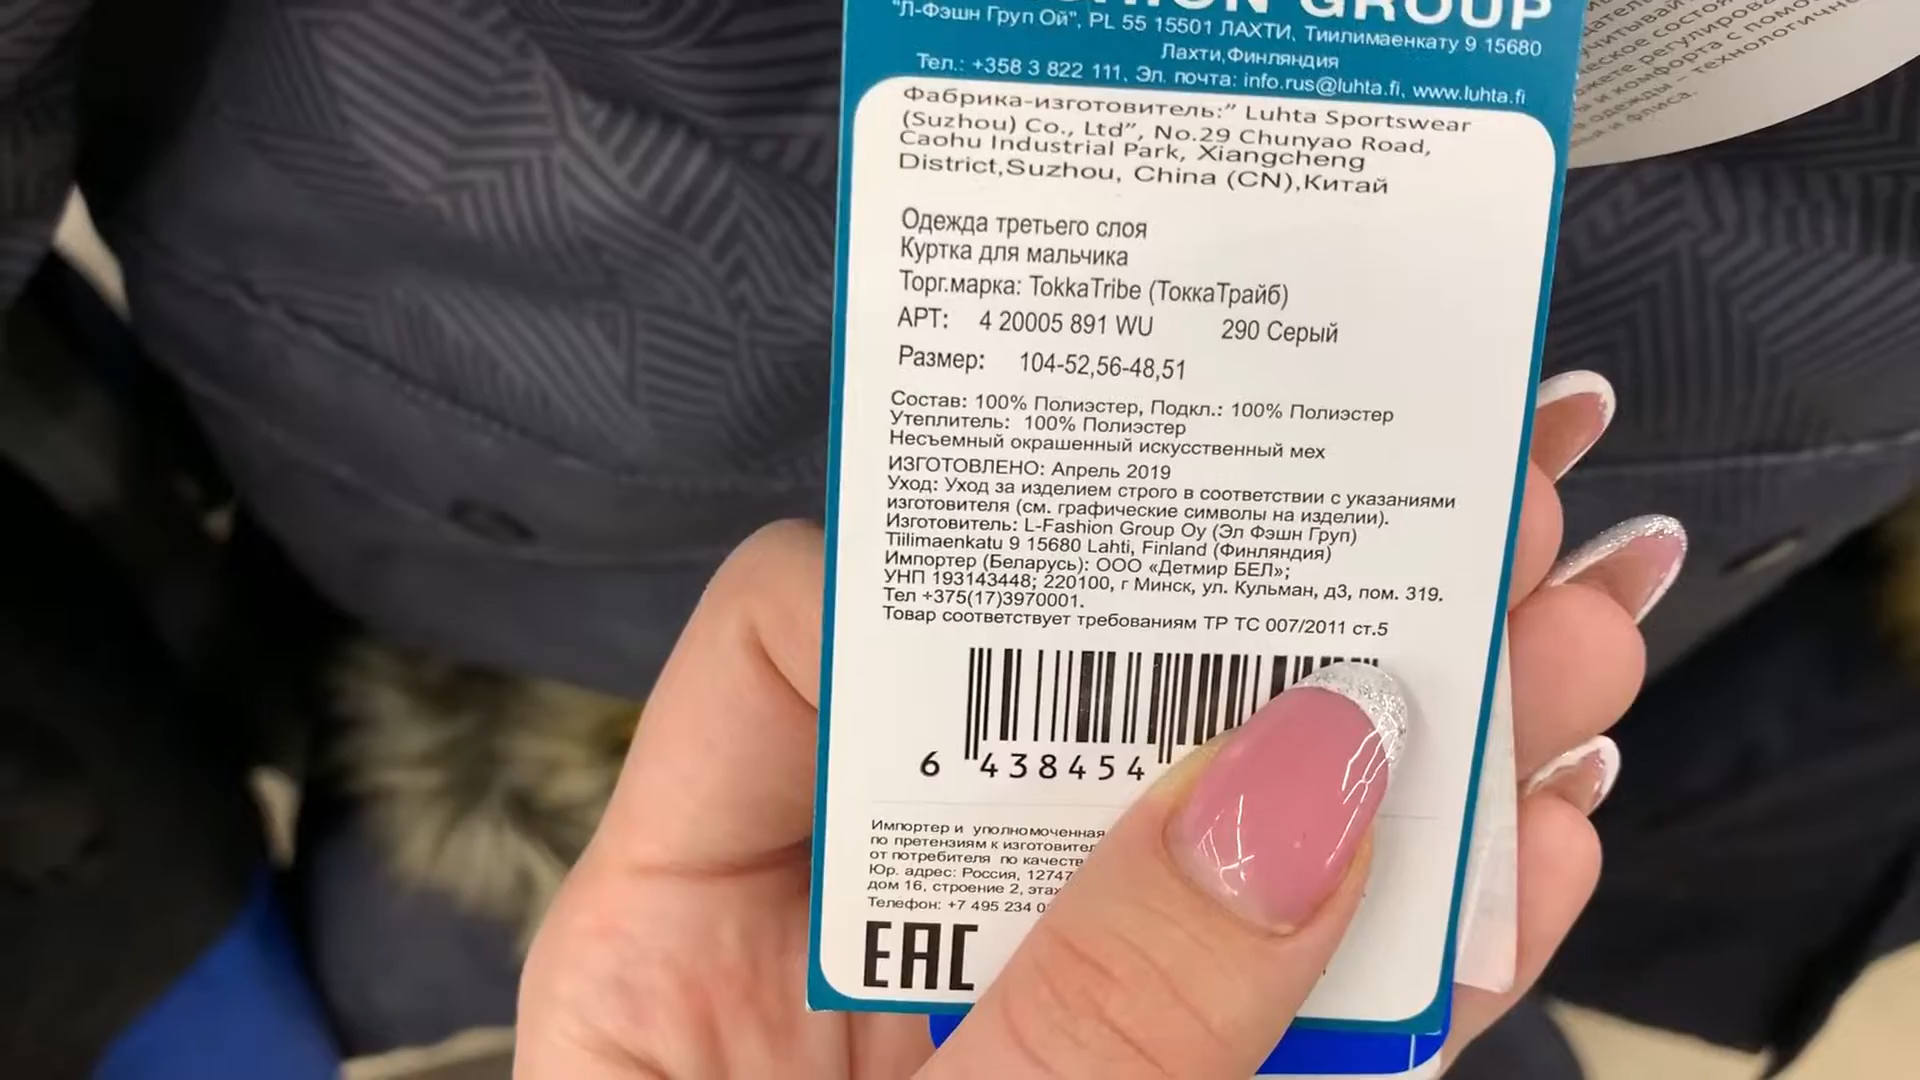 GROUP
"Л-Фэшн Груп Ой", PL 55 15501 ЛАХТИ, Тиилимаенкату 9 15680
Лахти,Финляндия
Тел.: +358 3 822 111, Эл. почта: info.rus@luhta.fi, www.luhta.fi
Фабрика-изготовитель:” Luhta Sportswear
(Suzhou) Co., Ltd”, No.29 Chunyao Road,
Caohu Industrial Park, Xiangcheng
District,Suzhou, China (CN),Китай
Одежда третьего слоя
Куртка для мальчика
Торг.марка: TokkaTribe (ТоккаТрайб)
АРТ: 4 20005 891 WU 290 Серый
Размер: 104-52,56-48,51
Состав: 100% Полиэстер, Подкл.: 100% Полиэстер
Утеплитель: 100% Полиэстер
Несъемный окрашенный искусственный мех
ИЗГОТОВЛЕНО: Апрель 2019
Уход: Уход за изделием строго в соответствии с указаниями
изготовителя (см. графические символы на изделии).
Изготовитель: L-Fashion Group Oy (Эл Фэшн Груп)
Tiilimaenkatu 9 15680 Lahti, Finland (Финляндия)
Импортер (Беларусь): ООО «Детмир БЕЛ»;
УНП 193143448; 220100, г Минск, ул. Кульман, д3, пом. 319.
Тел +375(17)3970001.
Товар соответствует требованиям ТР ТС 007/2011 ст.5
6 438454
Импортер и уполномоченная
по претензиям к
от потребителя по
Юр. адрес: Россия, 12747
дом 16, строение 2,
Телефон: +7 495 234
EAC
комфорта с
одежды – 
и флиса.